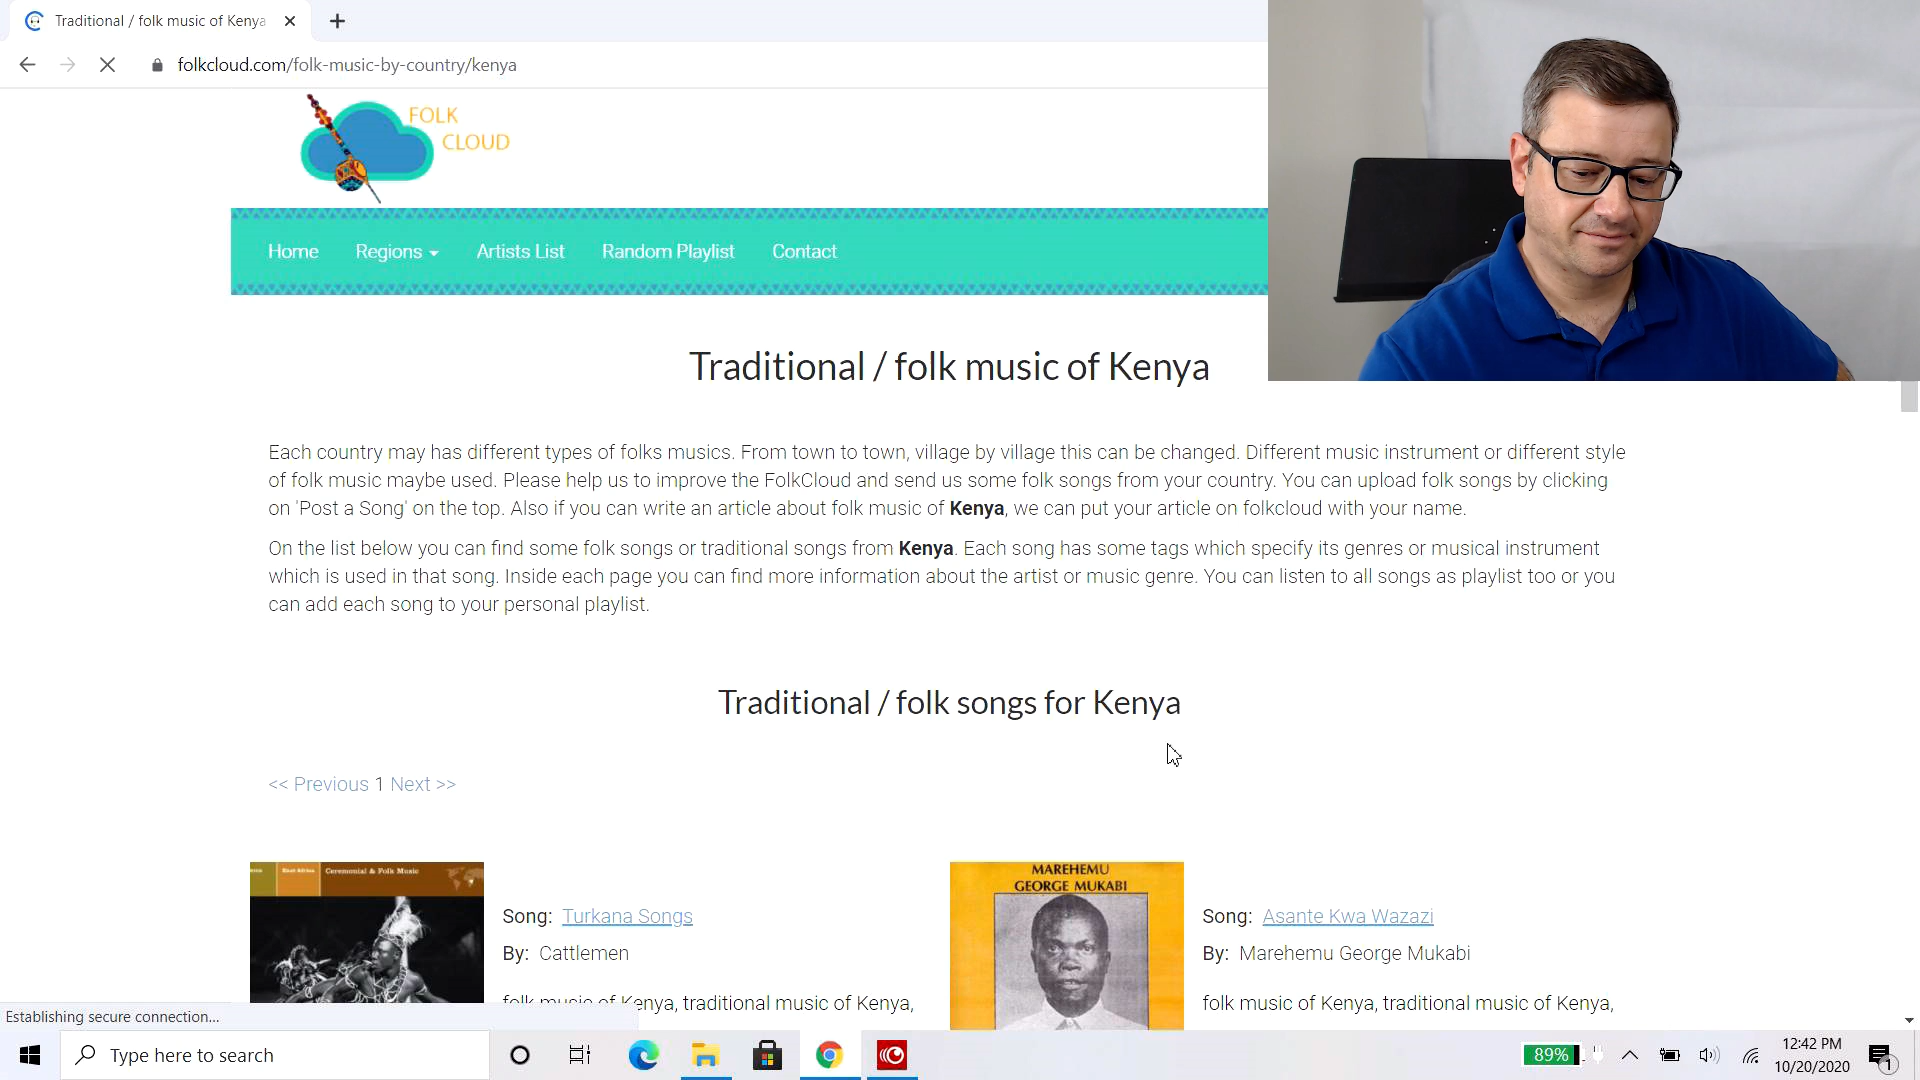 Traditional / folk music of Kenya
folkcloud.com/folk-music-by-country/kenya
FOLK
CLOUD
Home Regions Artists List Random Playlist Contact
Traditional / folk music of Kenya
Each country may has different types of folks musics. From town to town, village by village this can be changed. Different music instrument or different style
of folk music maybe used. Please help us to improve the FolkCloud and send us some folk songs from your country. You can upload folk songs by clicking
on 'Post a Song' on the top. Also if you can write an article about folk music of Kenya, we can put your article on folkcloud with your name.
On the list below you can find some folk songs or traditional songs from Kenya. Each song has some tags which specify its genres or musical instrument
which is used in that song. Inside each page you can find more information about the artist or music genre. You can listen to all songs as playlist too or you
can add each song to your personal playlist.
Traditional / folk songs for Kenya
<< Previous 1 Next >>
East Africa Ceremonial & Folk Music
Song: Turkana Songs
By: Cattlemen
folk music of Kenya, traditional music of Kenya,
MAREHEMU
GEORGE MUKABI
Song: Asante Kwa Wazazi
By: Marehemu George Mukabi
folk music of Kenya, traditional music of Kenya,
Establishing secure connection...
Type here to search
89%
12:42 PM
10/20/2020
1